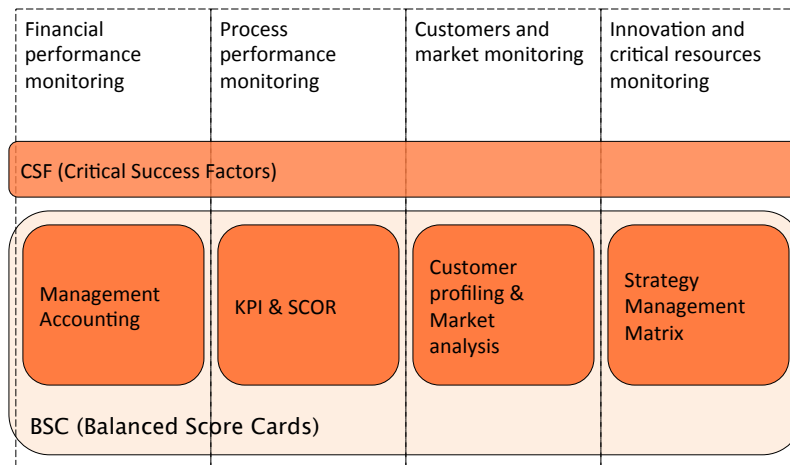 Financial
performance
monitoring
Process
performance
monitoring
Customers and
market monitoring
Innovation and
critical resources
monitoring
CSF (Critical Success Factors)
Management
Accounting
KPI & SCOR
Customer
profiling &
Market
analysis
Strategy
Management
Matrix
BSC (Balanced Score Cards)